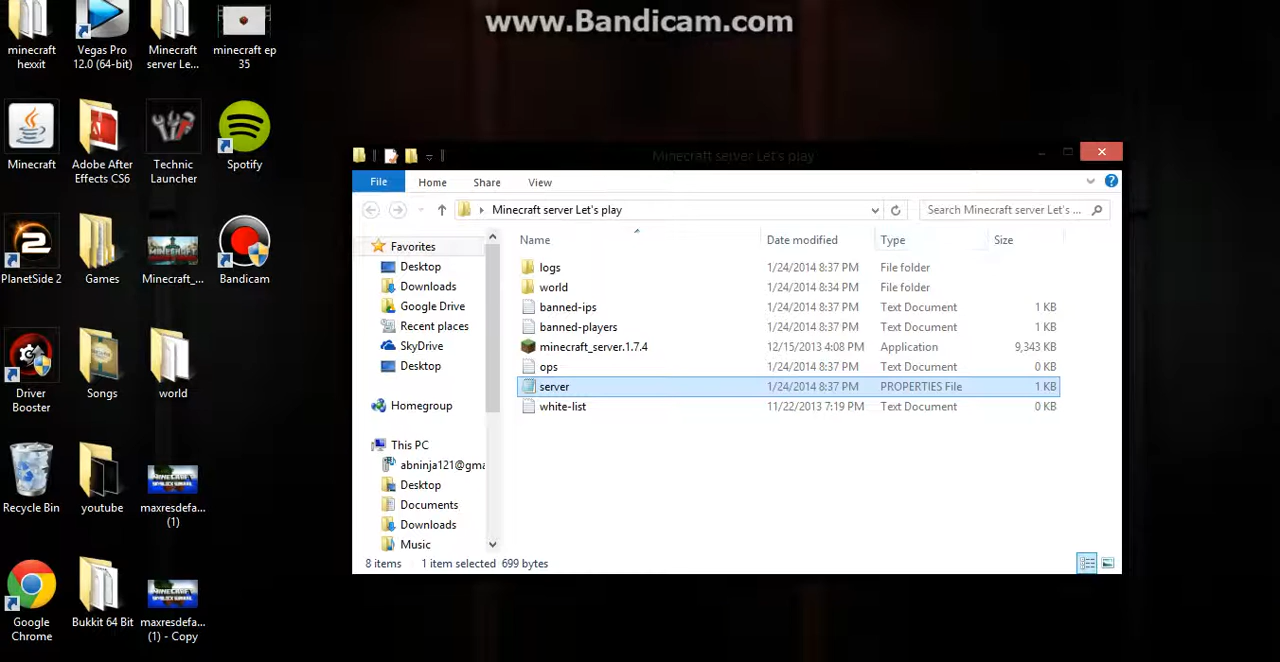 www.Bandicam.com
minecraft
hexxit
Vegas Pro
12.0 (64-bit)
Minecraft
server Le...
minecraft ep
35
Minecraft
Adobe After
Effects CS6
Technic
Launcher
Spotify
PlanetSide 2
Games
Minecraft_...
Bandicam
Driver
Booster
Songs
world
Recycle Bin
youtube
maxresdefa...
(1)
Google
Chrome
Bukkit 64 Bit
maxresdefa...
(1) - Copy
Minecraft server Let's play
File
Home
Share
View
Minecraft server Let's play
Search Minecraft server Let's ...
Favorites
Desktop
Downloads
Google Drive
Recent places
SkyDrive
Desktop
Homegroup
This PC
abninja121@gma
Desktop
Documents
Downloads
Music
Name Date modified Type Size
logs 1/24/2014 8:37 PM File folder
world 1/24/2014 8:34 PM File folder
banned-ips 1/24/2014 8:37 PM Text Document 1 KB
banned-players 1/24/2014 8:37 PM Text Document 1 KB
minecraft_server.1.7.4 12/15/2013 4:08 PM Application 9,343 KB
ops 1/24/2014 8:37 PM Text Document 0 KB
server 1/24/2014 8:37 PM PROPERTIES File 1 KB
white-list 11/22/2013 7:19 PM Text Document 0 KB
8 items 1 item selected 699 bytes